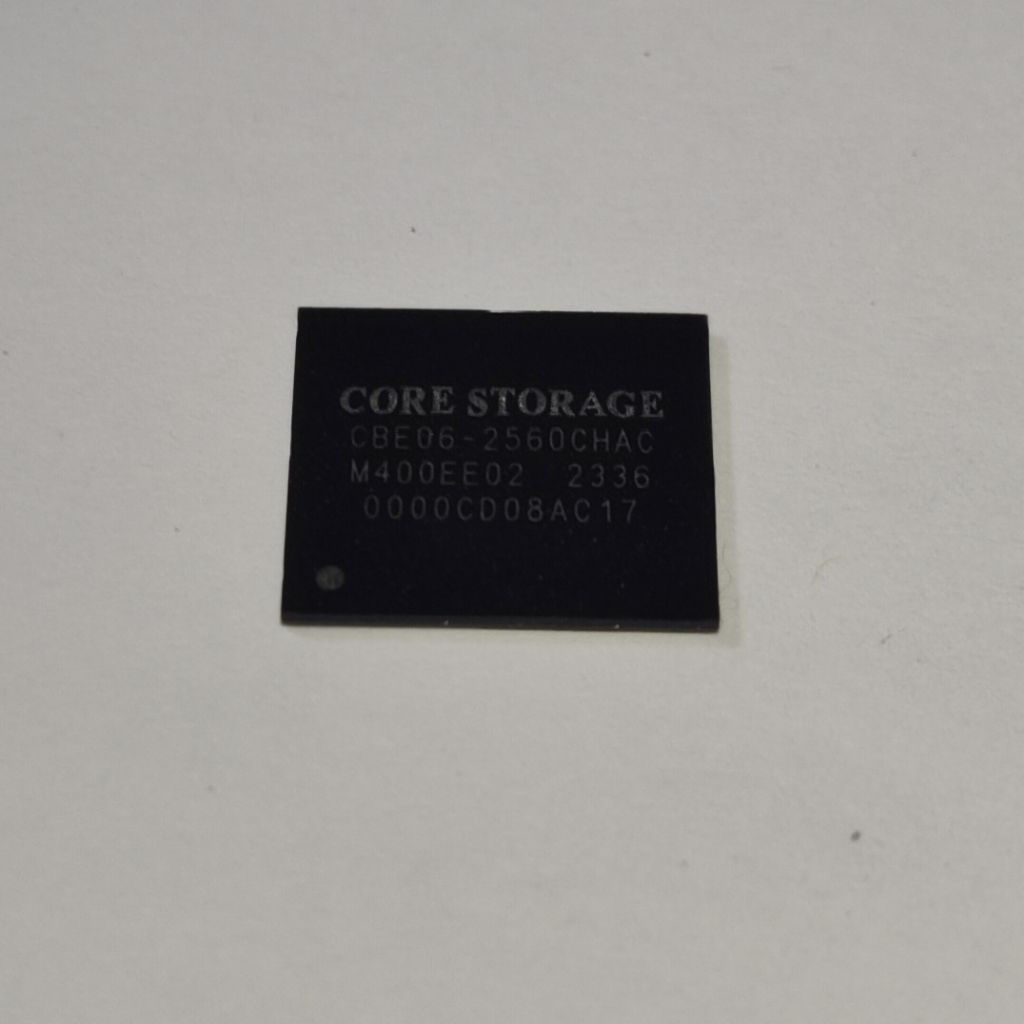 CORE STORAGE
CBE06-2560CHAC
M400EE02 2336
0000CD08AC17